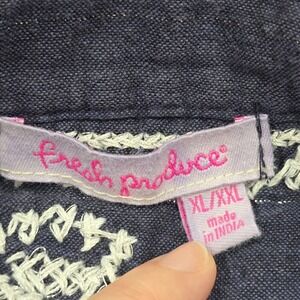 fresh produce®
XL/XXL
made
in INDIA